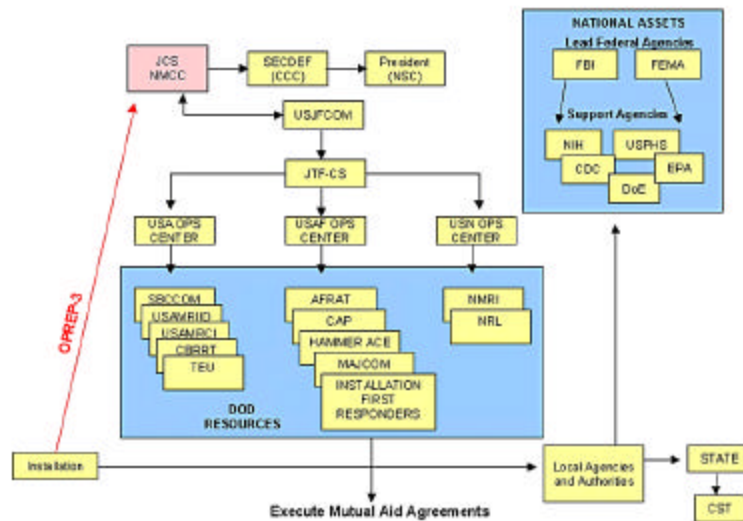 NATIONAL ASSETS
Lead Federal Agencies
FBI
FEMA
Support Agencies
NIH
USPHS
CDC
EPA
DoE
JCS
NMCC
SECDEF
(CCC)
President
(NSC)
USJFCOM
JTF-CS
USA OPS
CENTER
USAF OPS
CENTER
USN OPS
CENTER
OPREP-3
SBCCOM
USAMRIID
CBRRT
TEU
AFRAT
CAP
HAMMER ACE
MAJCOM
INSTALLATION
FIRST
RESPONDERS
NMRI
NRL
DOD
RESOURCES
Installation
Local Agencies
and Authorities
STATE
CST
Execute Mutual Aid Agreements